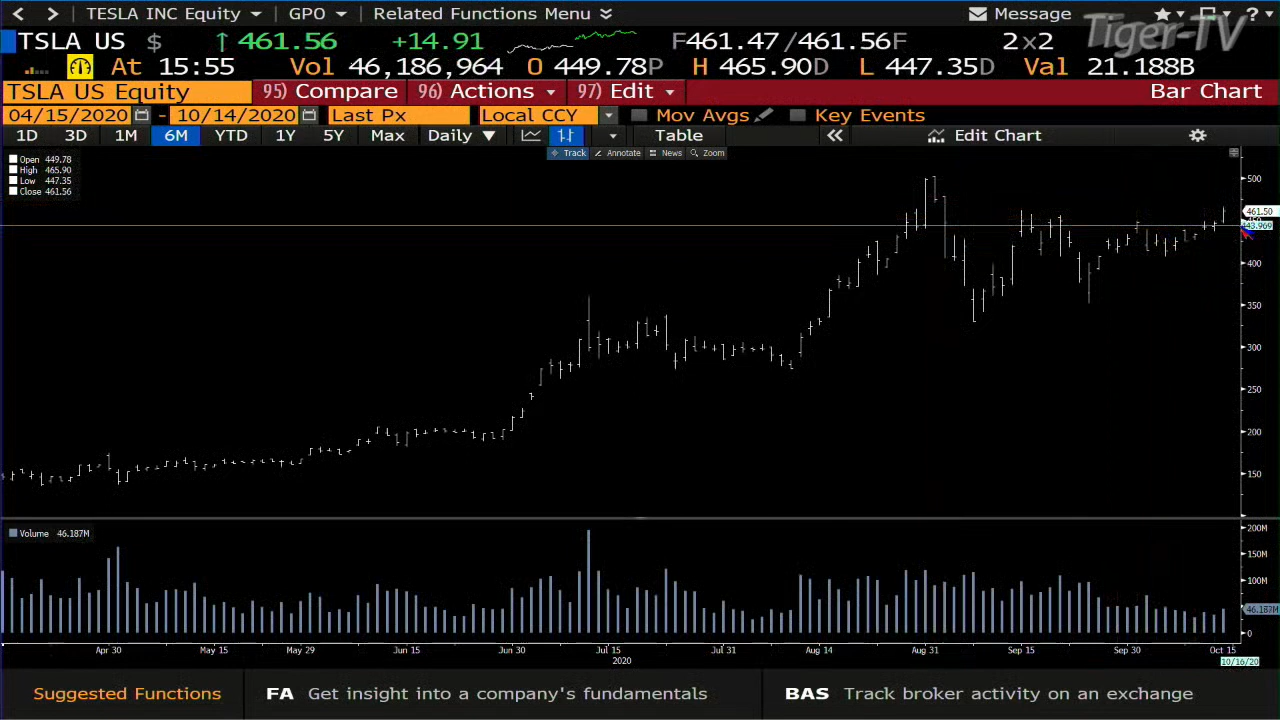 TESLA INC Equity GPO Related Functions Menu Message ?
TSLA US $ ↑ 461.56 +14.91 F461.47/461.56F 2x2 Tiger-TV
At 15:55 Vol 46,186,964 O 449.78P H 465.90D L 447.35D Val 21.188B
TSLA US Equity 95) Compare 96) Actions 97) Edit Bar Chart
04/15/2020 - 10/14/2020 Last Px Local CCY Mov Avgs Key Events
1D 3D 1M 6M YTD 1Y 5Y Max Daily Table Edit Chart
Track Annotate News Zoom
Open 449.78
High 465.90
Low 447.35
Close 461.56
500
461.50
400
350
300
250
200
150
Volume 46.187M
200M
150M
100M
46.187M
0
Apr 30 May 15 May 29 Jun 15 Jun 30 Jul 15 Jul 31 Aug 14 Aug 31 Sep 15 Sep 30 Oct 15
2020 10/16/20
Suggested Functions FA Get insight into a company's fundamentals BAS Track broker activity on an exchange